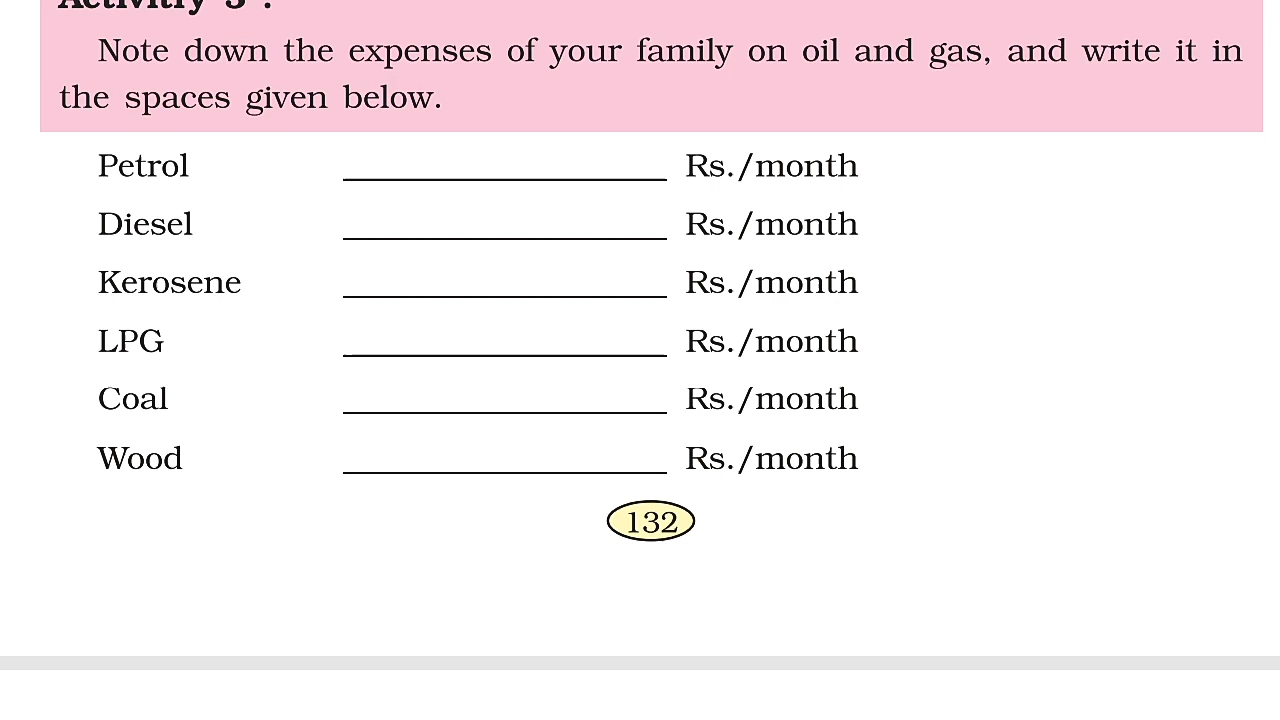 Activitiy 3 :
Note down the expenses of your family on oil and gas, and write it in
the spaces given below.
Petrol Rs./month
Diesel Rs./month
Kerosene Rs./month
LPG Rs./month
Coal Rs./month
Wood Rs./month
132